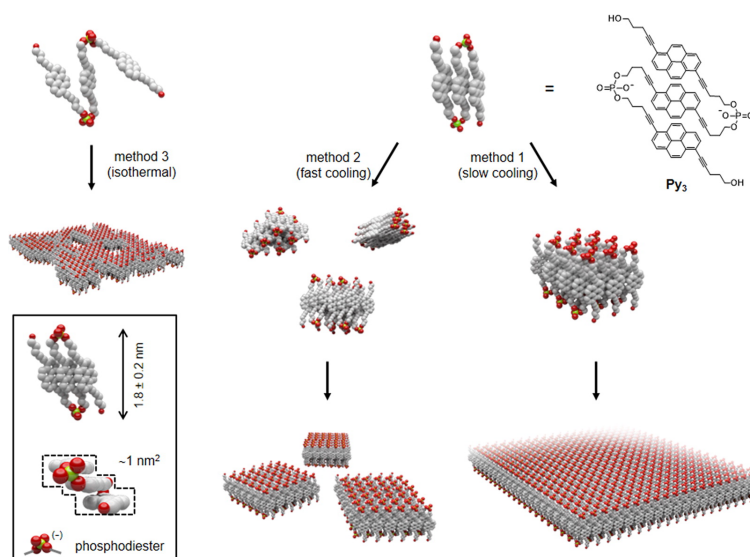 HO
O
O=P-O⁻
O
O
⁻O-P=O
O
OH
=
Py₃
method 3
(isothermal)
method 2
(fast cooling)
method 1
(slow cooling)
1.8 ± 0.2 nm
~1 nm²
(-)
phosphodiester